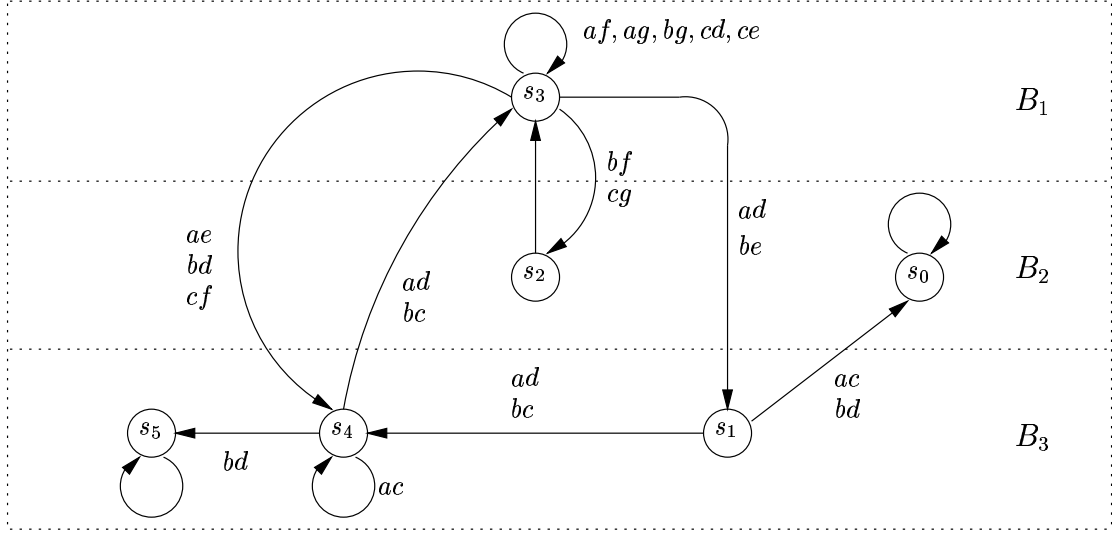 af, ag, bg, cd, ce
s3
B1
bf
cg
ad
be
ae
bd
cf
ad
bc
s2
s0
B2
ad
bc
ac
bd
s5
s4
s1
B3
bd
ac